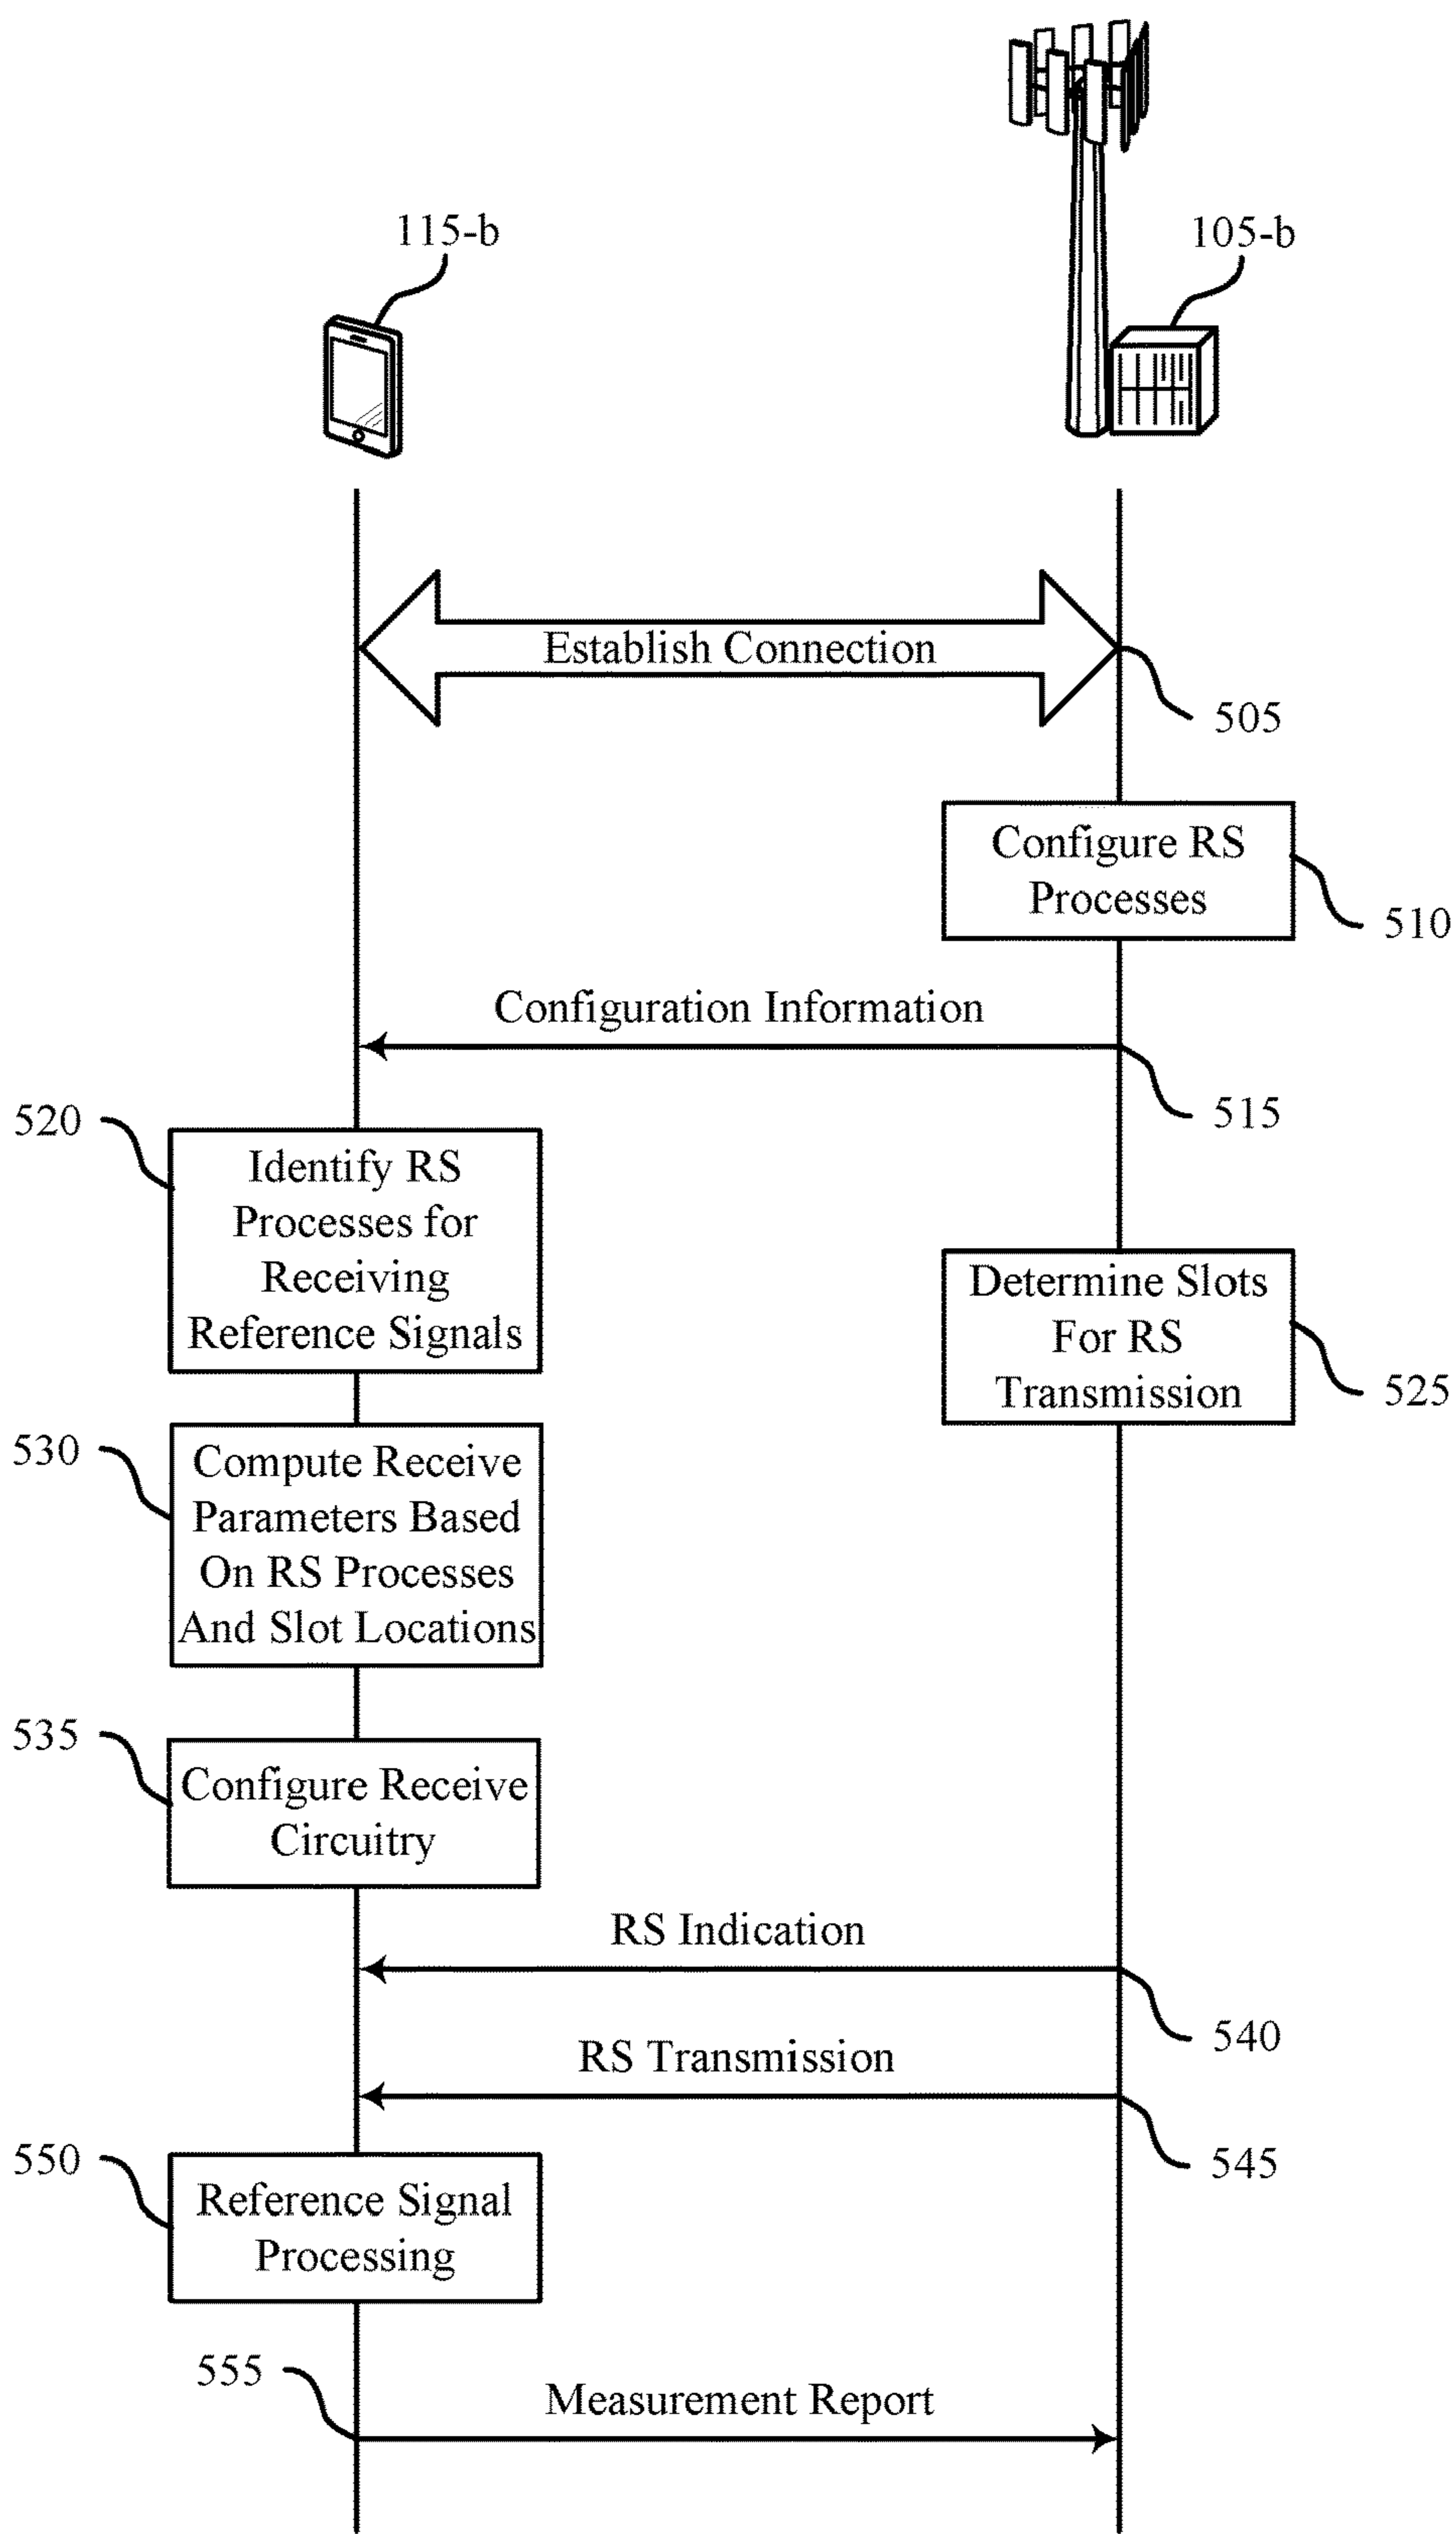 115-b
105-b
Establish Connection
505
Configure RS
Processes
510
Configuration Information
515
520
Identify RS
Processes for
Receiving
Reference Signals
Determine Slots
For RS
Transmission
525
530
Compute Receive
Parameters Based
On RS Processes
And Slot Locations
535
Configure Receive
Circuitry
RS Indication
540
RS Transmission
545
550
Reference Signal
Processing
555
Measurement Report